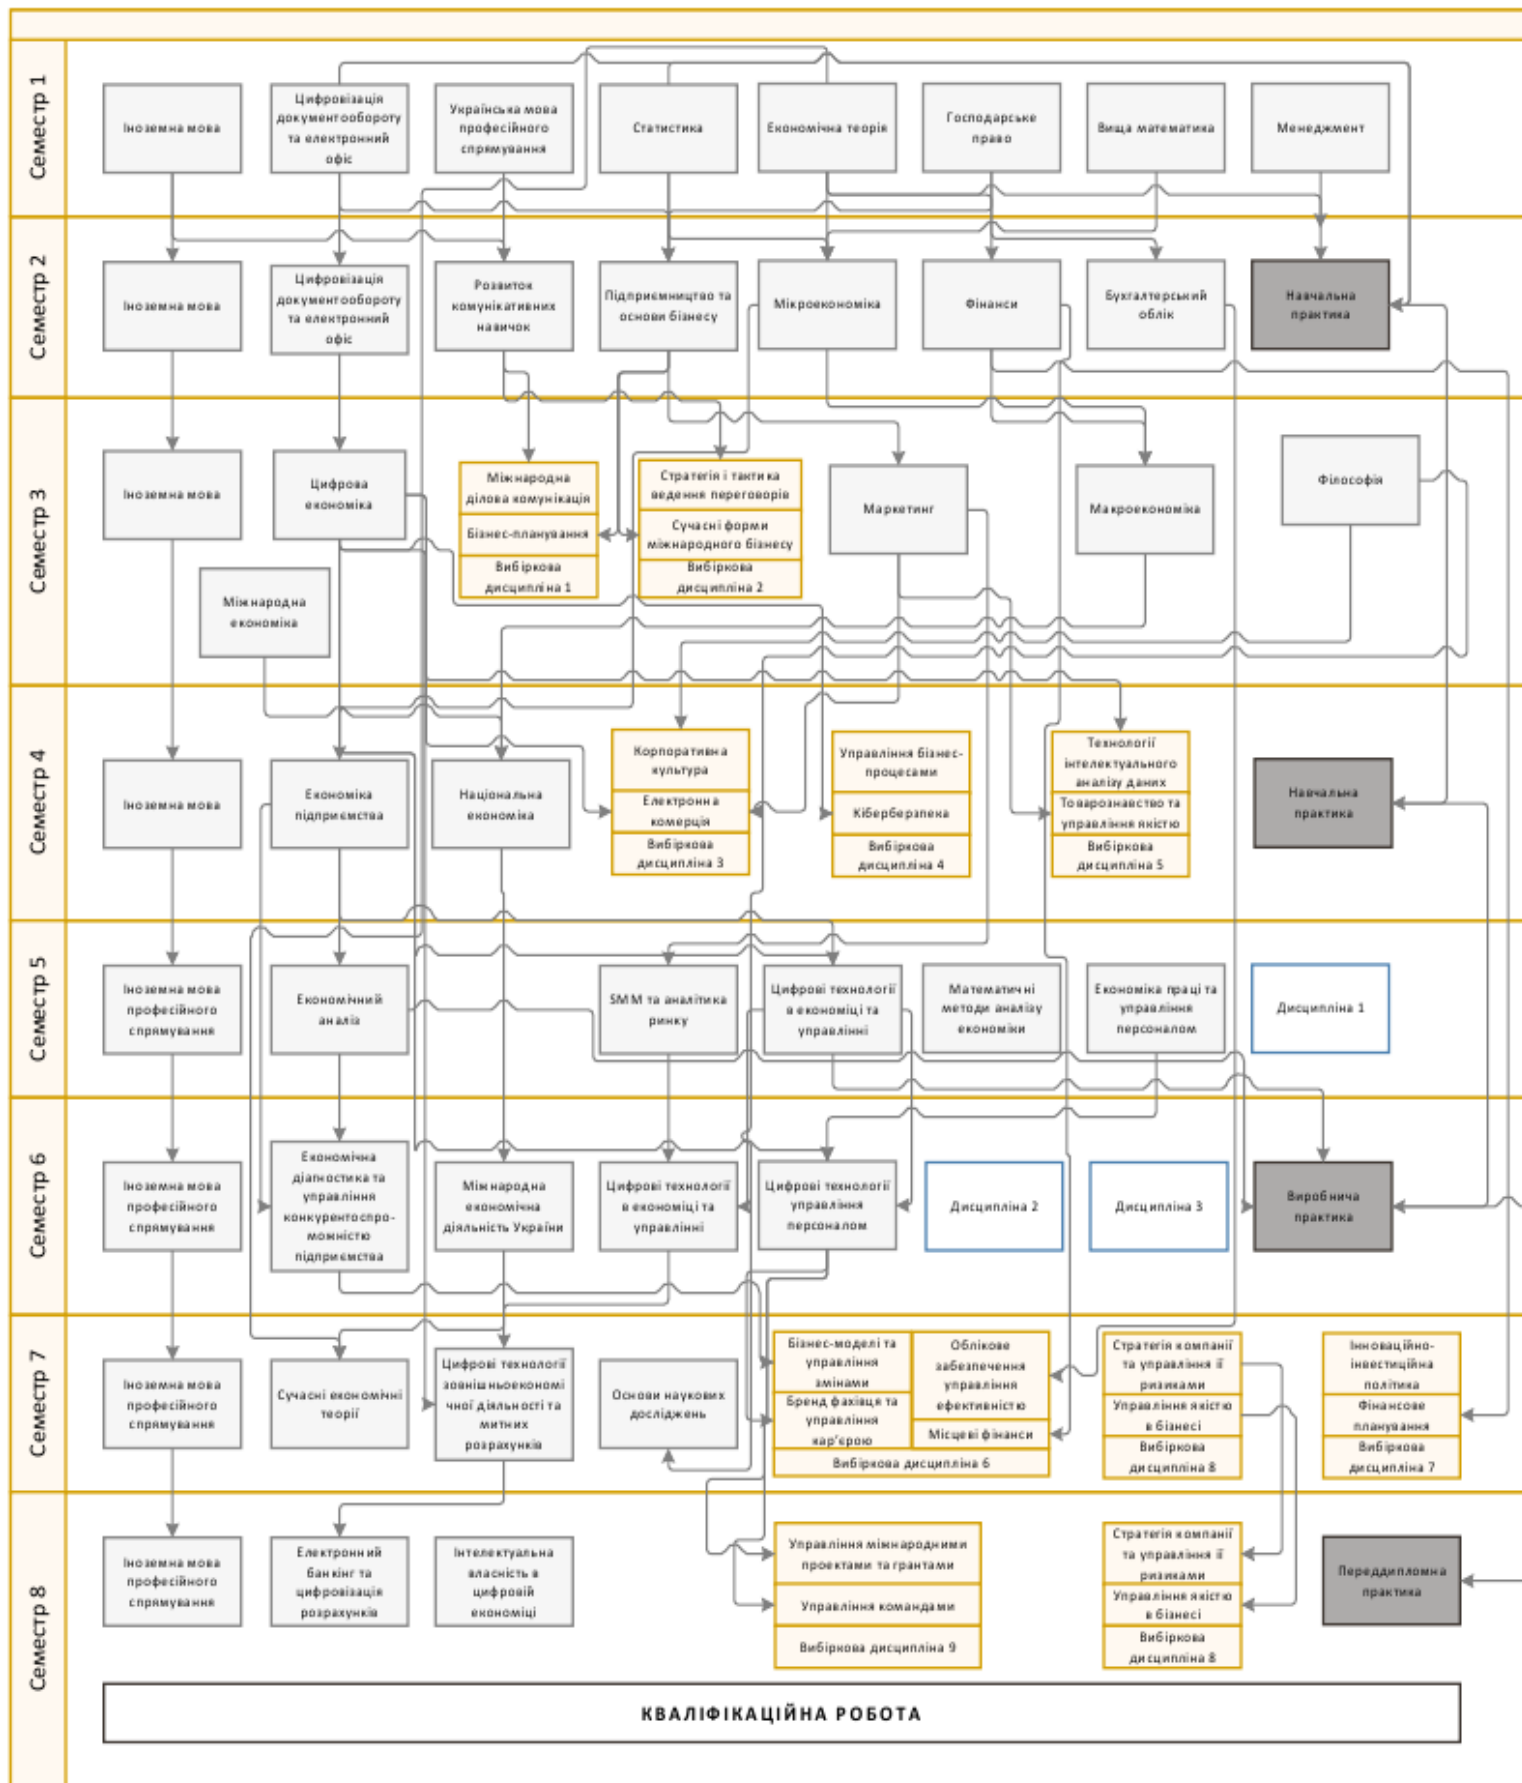 Семестр 1
Іноземна мова
Цифровізація
документообороту
та електронний
офіс
Українська мова
професійного
спрямування
Статистика
Економічна теорія
Господарське
право
Вища математика
Менеджмент
Семестр 2
Іноземна мова
Цифровізація
документообороту
та електронний
офіс
Розвиток
комунікативних
навичок
Підприємництво та
основи бізнесу
Мікроекономіка
Фінанси
Бухгалтерський
облік
Навчальна
практика
Семестр 3
Іноземна мова
Цифрова
економіка
Міжнародна
ділова комунікація
Бізнес-планування
Вибіркова
дисципліна 1
Стратегія і тактика
ведення переговорів
Сучасні форми
міжнародного бізнесу
Вибіркова
дисципліна 2
Маркетинг
Макроекономіка
Філософія
Міжнародна
економіка
Семестр 4
Іноземна мова
Економіка
підприємства
Національна
економіка
Корпоративна
культура
Електронна
комерція
Вибіркова
дисципліна 3
Управління бізнес-
процесами
Кіберберзпека
Вибіркова
дисципліна 4
Технології
інтелектуального
аналізу даних
Товарознавство та
управління якістю
Вибіркова
дисципліна 5
Навчальна
практика
Семестр 5
Іноземна мова
професійного
спрямування
Економічний
аналіз
SMM та аналітика
ринку
Цифрові технології
в економіці та
управлінні
Математичні
методи аналізу
економіки
Економіка праці та
управління
персоналом
Дисципліна 1
Семестр 6
Іноземна мова
професійного
спрямування
Економічна
діагностика та
управління
конкурентоспро-
можністю
підприємства
Міжнародна
економічна
діяльність України
Цифрові технології
в економіці та
управлінні
Цифрові технології
управління
персоналом
Дисципліна 2
Дисципліна 3
Виробнича
практика
Семестр 7
Іноземна мова
професійного
спрямування
Сучасні економічні
теорії
Цифрові технології
зовнішньоекономі
чної діяльності та
митних
розрахунків
Основи наукових
досліджень
Бізнес-моделі та
управління
змінами
Бренд фахівця та
управління
кар'єрою
Облікове
забезпечення
управління
ефективністю
Місцеві фінанси
Вибіркова дисципліна 6
Стратегія компанії
та управління її
ризиками
Управління якістю
в бізнесі
Вибіркова
дисципліна 8
Інноваційно-
інвестиційна
політика
Фінансове
планування
Вибіркова
дисципліна 7
Семестр 8
Іноземна мова
професійного
спрямування
Електронний
банкінг та
цифровізація
розрахунків
Інтелектуальна
власність в
цифровій
економіці
Управління міжнародними
проектами та грантами
Управління командами
Вибіркова дисципліна 9
Стратегія компанії
та управління її
ризиками
Управління якістю
в бізнесі
Вибіркова
дисципліна 8
Переддипломна
практика
КВАЛІФІКАЦІЙНА РОБОТА